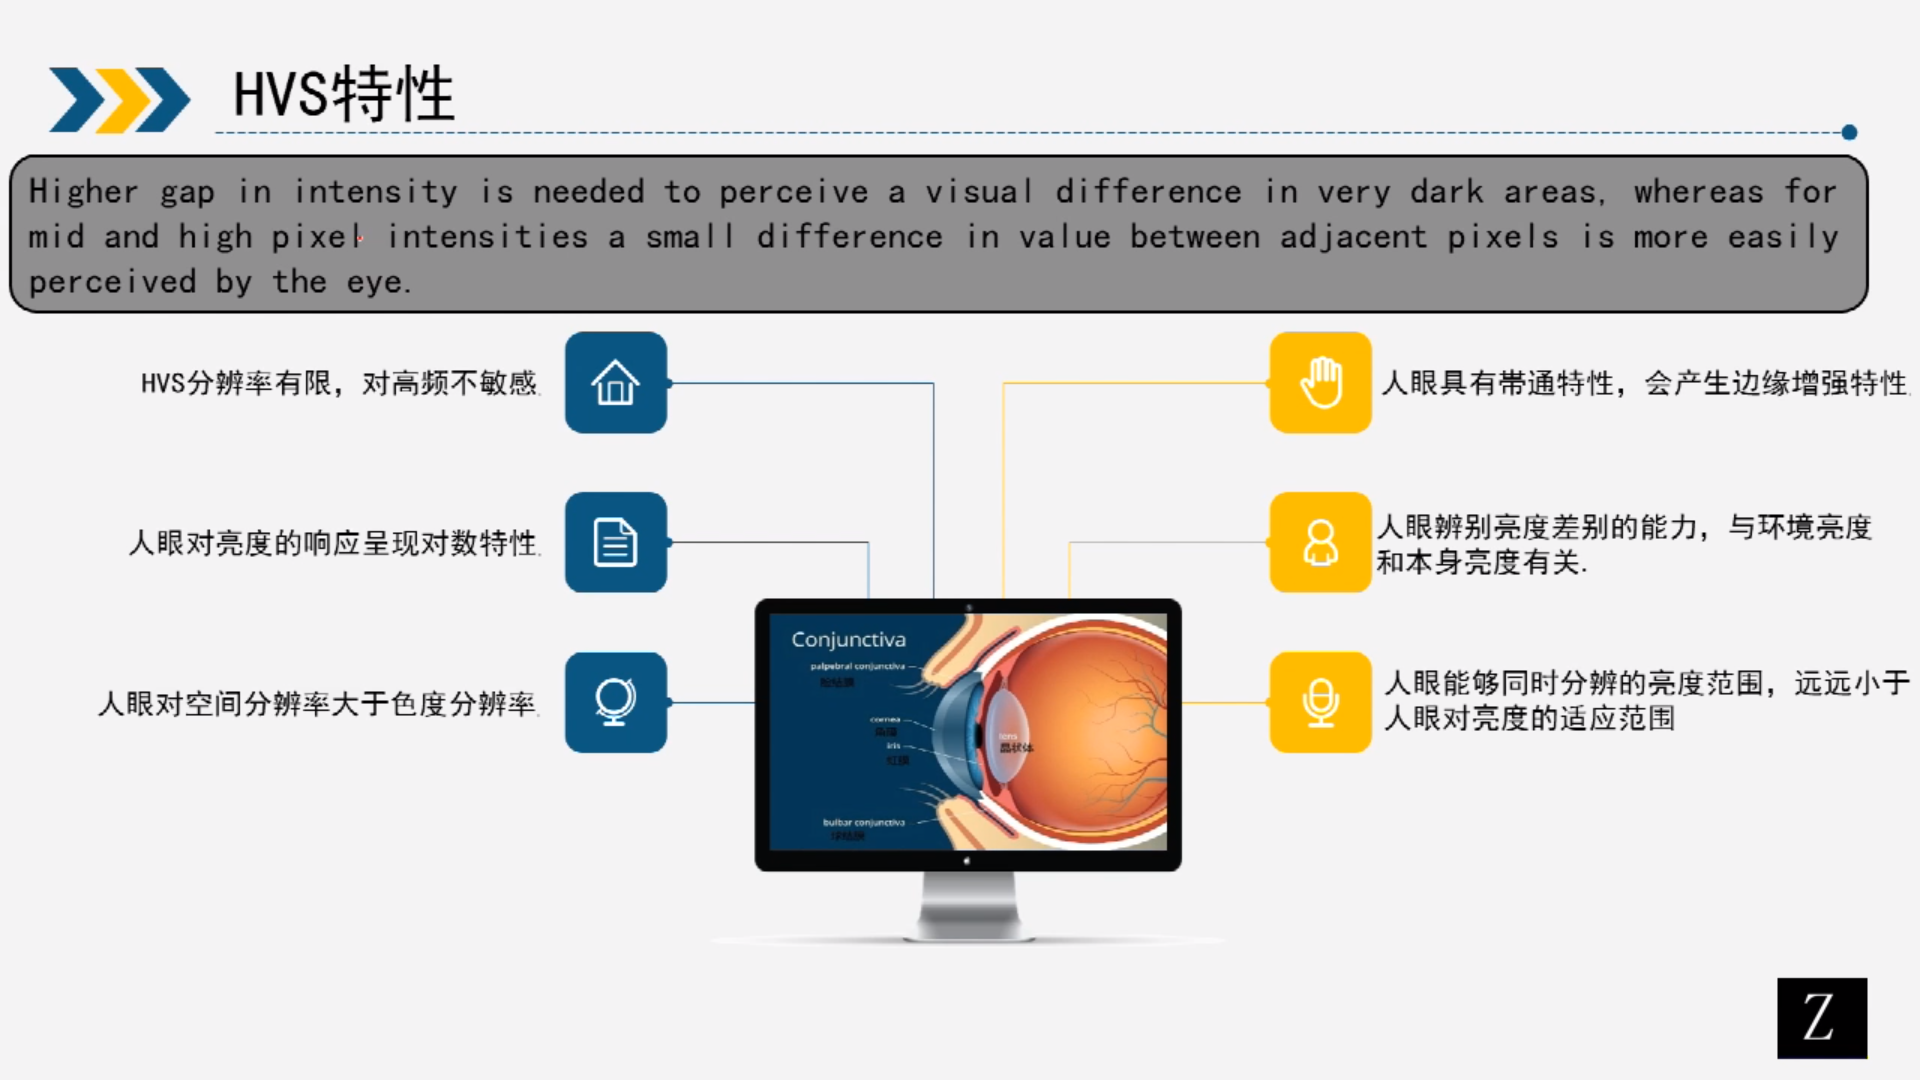 HVS特性
Higher gap in intensity is needed to perceive a visual difference in very dark areas, whereas for
mid and high pixel intensities a small difference in value between adjacent pixels is more easily
perceived by the eye.
HVS分辨率有限，对高频不敏感.
人眼对亮度的响应呈现对数特性.
人眼对空间分辨率大于色度分辨率.
人眼具有带通特性，会产生边缘增强特性.
人眼辨别亮度差别的能力，与环境亮度
和本身亮度有关.
人眼能够同时分辨的亮度范围，远远小于
人眼对亮度的适应范围
Conjunctiva
palpebral conjunctiva
睑结膜
cornea
iris
虹膜
lens
晶状体
bulbar conjunctiva
球结膜
Z